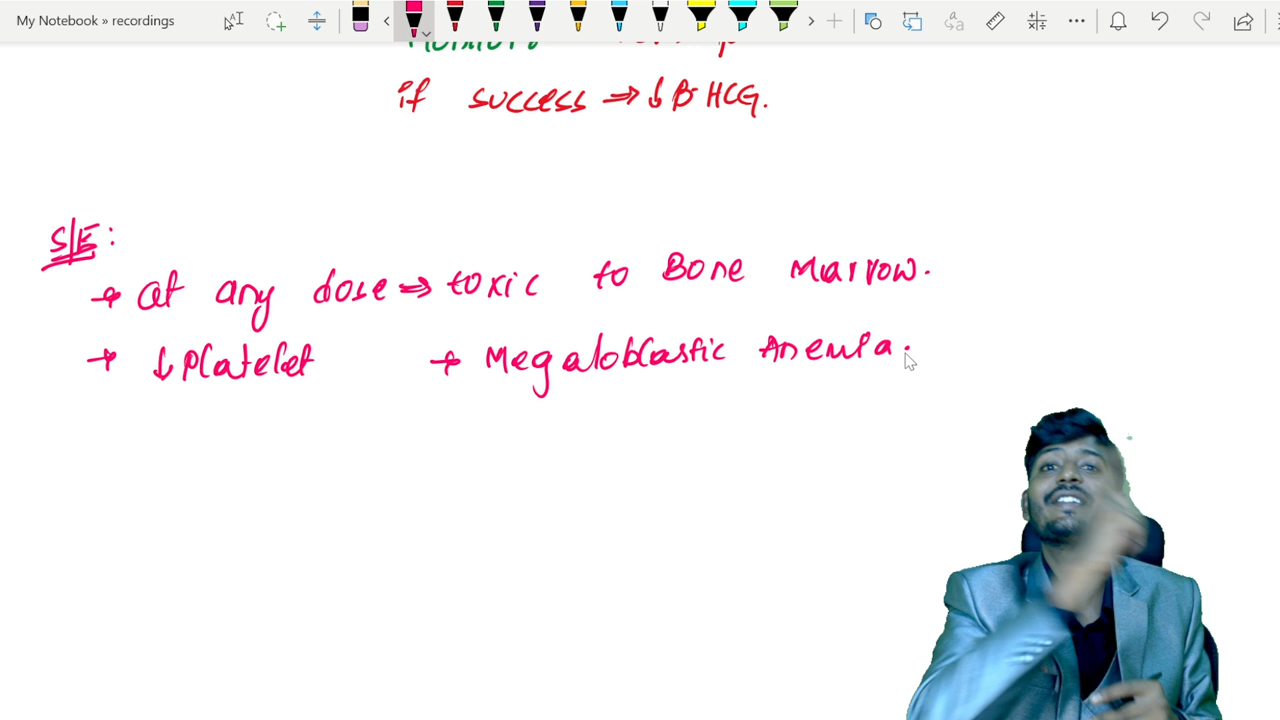 My Notebook » recordings
if success ⇒ ↓ B-HCG.
S/E:
→ at any dose ⇒ toxic to Bone Marrow.
→ ↓ Platelet → Megaloblastic Anemia.